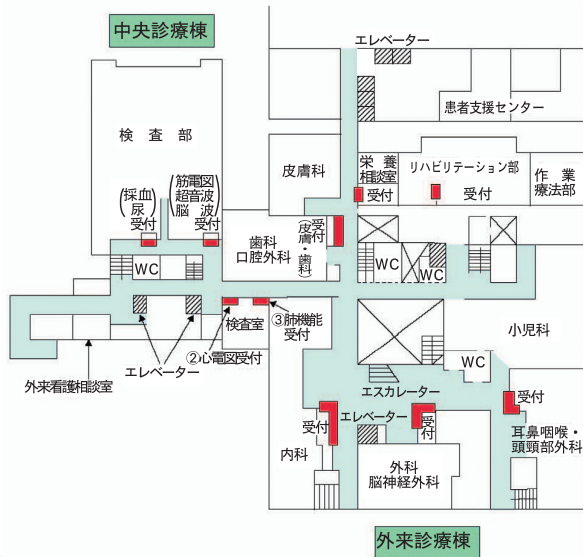 中央診療棟
エレベーター
患者支援センター
検査部
皮膚科
栄養
相談室
リハビリテーション部
作業
療法部
受付
受付
(採血
尿)
受付
(筋電図
超音波
脳波)
受付
歯科
口腔外科
受付
(皮膚・歯科)
WC
WC
WC
検査室
③肺機能
受付
②心電図受付
エレベーター
外来看護相談室
小児科
WC
エスカレーター
エレベーター
受付
受付
受付
内科
外科
脳神経外科
耳鼻咽喉・
頭頸部外科
外来診療棟